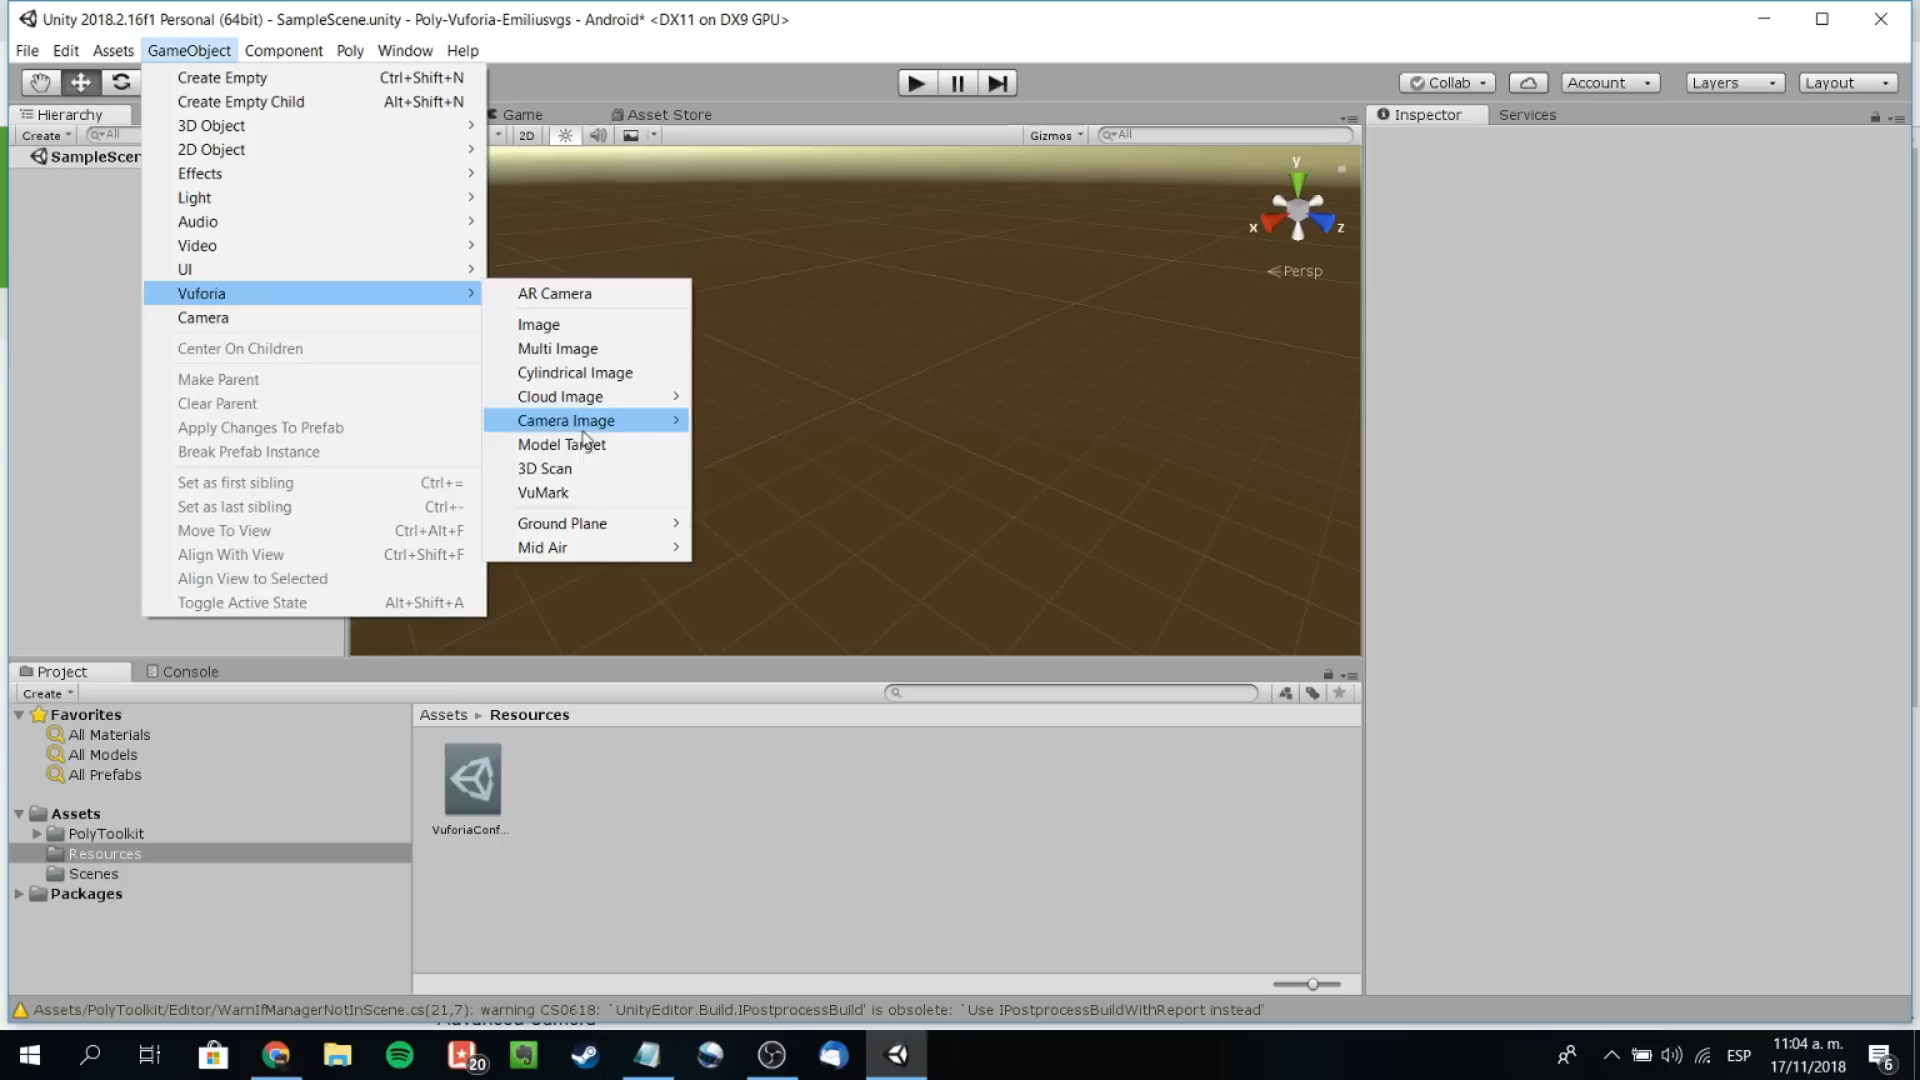 Unity 2018.2.16f1 Personal (64bit) - SampleScene.unity - Poly-Vuforia-Emiliusvgs - Android* <DX11 on DX9 GPU>
File Edit Assets GameObject Component Poly Window Help
Collab Account Layers Layout
Hierarchy
Create All
SampleScen
Create Empty Ctrl+Shift+N
Create Empty Child Alt+Shift+N
3D Object
2D Object
Effects
Light
Audio
Video
UI
Vuforia
Camera
Center On Children
Make Parent
Clear Parent
Apply Changes To Prefab
Break Prefab Instance
Set as first sibling Ctrl+=
Set as last sibling Ctrl+-
Move To View Ctrl+Alt+F
Align With View Ctrl+Shift+F
Align View to Selected
Toggle Active State Alt+Shift+A
AR Camera
Image
Multi Image
Cylindrical Image
Cloud Image
Camera Image
Model Target
3D Scan
VuMark
Ground Plane
Mid Air
Game Asset Store
2D Gizmos All
y
x z
Persp
Inspector Services
Project Console
Create
Favorites
All Materials
All Models
All Prefabs
Assets
PolyToolkit
Resources
Scenes
Packages
Assets Resources
VuforiaConf...
Assets/PolyToolkit/Editor/WarnIfManagerNotInScene.cs(21,7): warning CS0618: `UnityEditor.Build.IPostprocessBuild' is obsolete: `Use IPostprocessBuildWithReport instead'
20
ESP
11:04 a. m.
17/11/2018
6